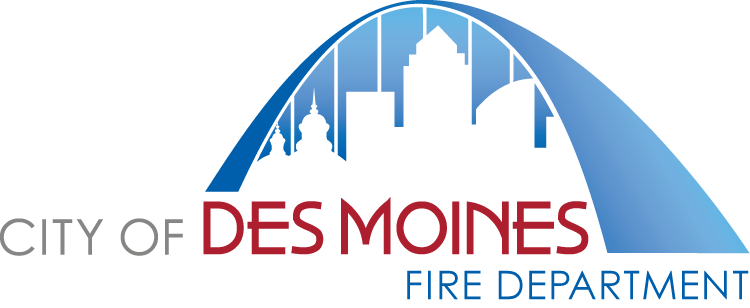 CITY OF DES MOINES
FIRE DEPARTMENT